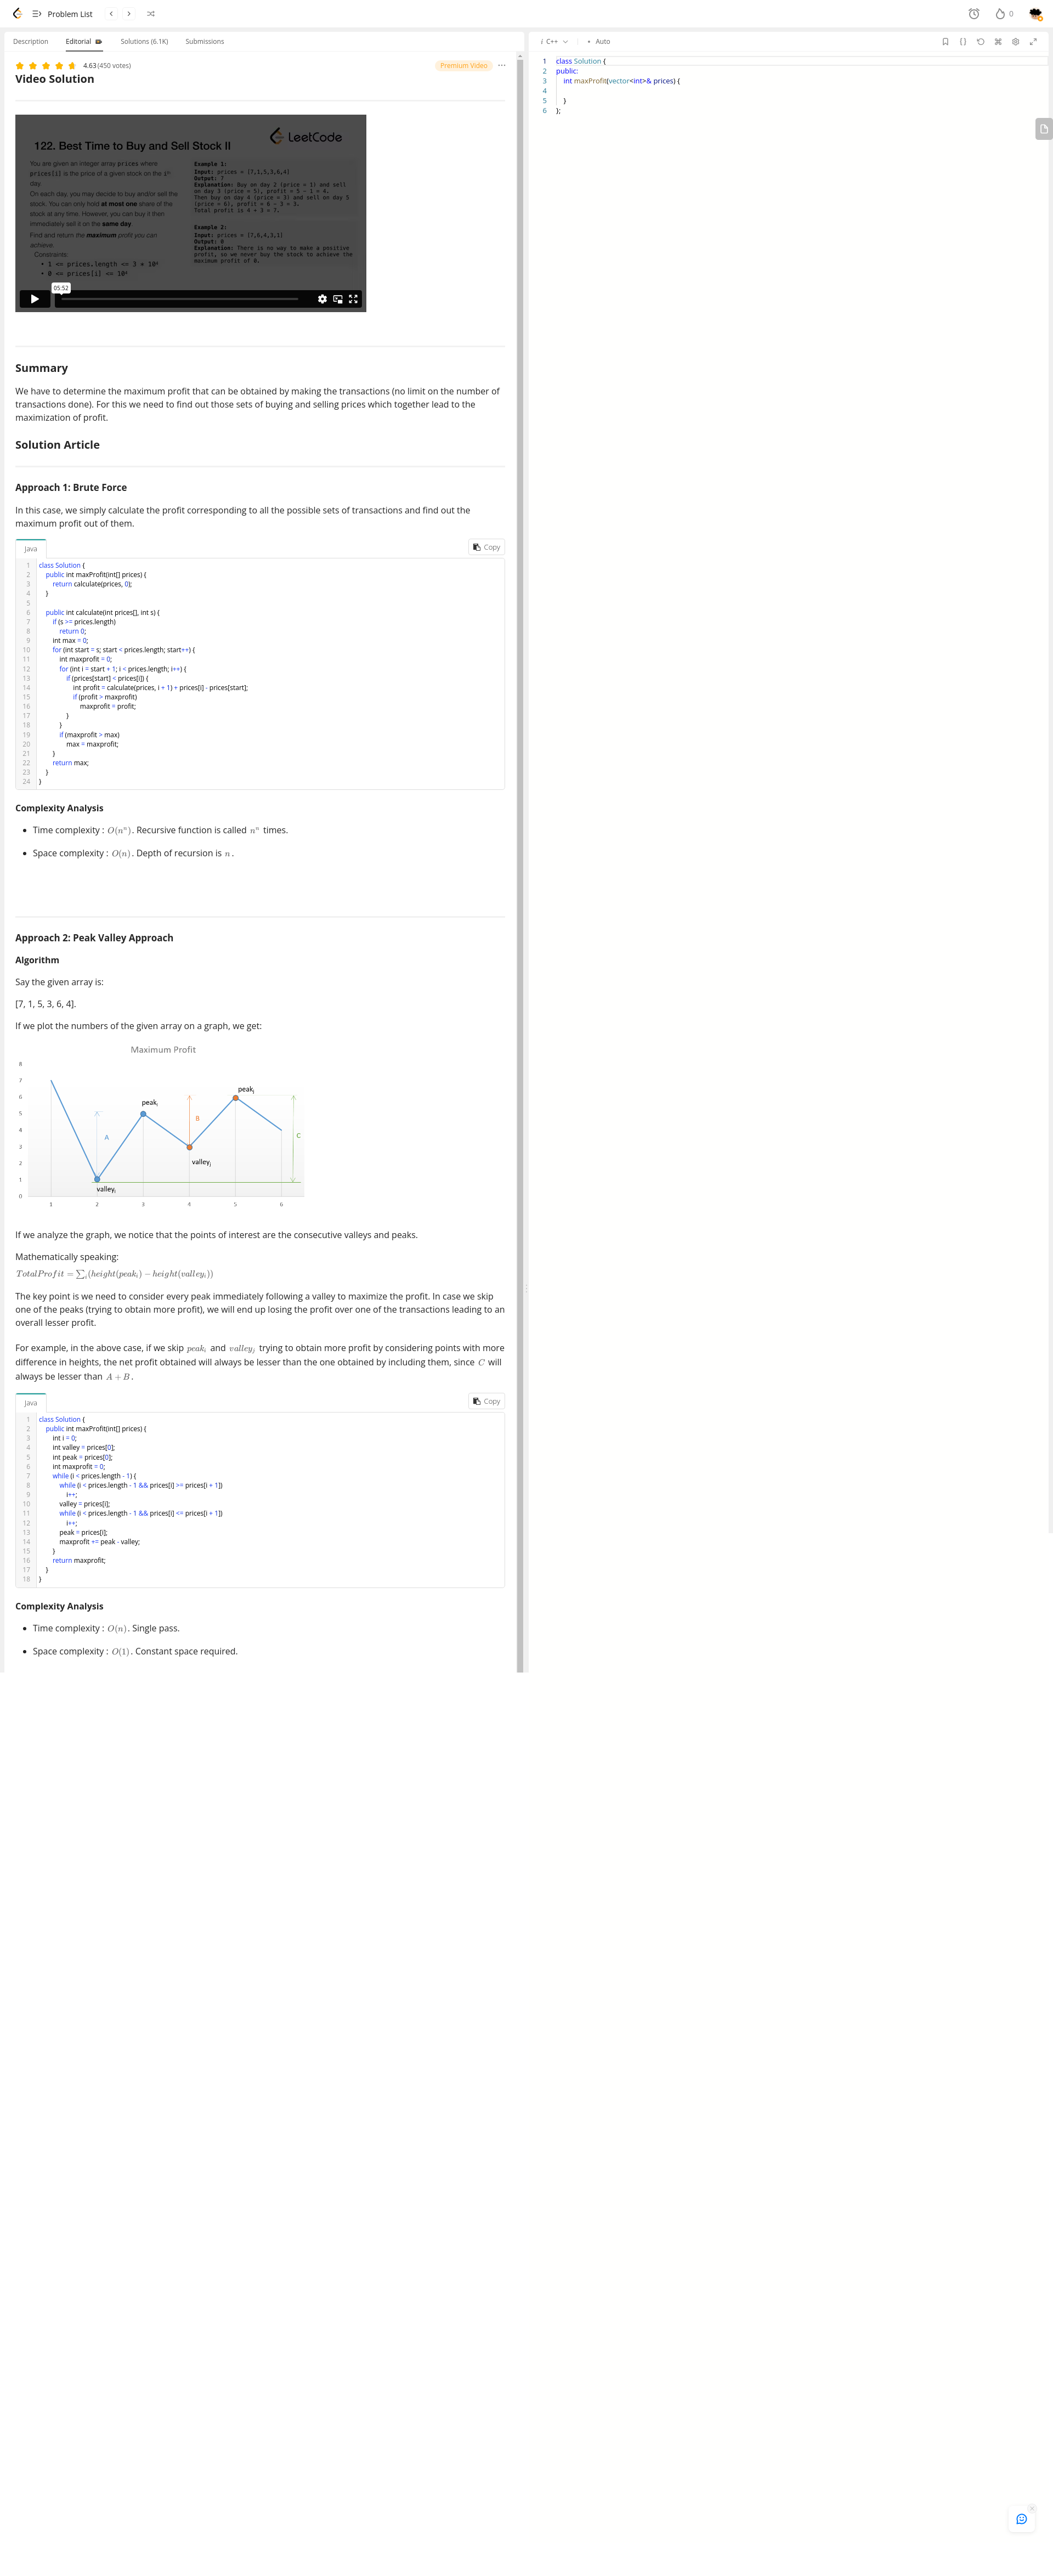 Problem List
0
Description
Editorial
Solutions (6.1K)
Submissions
4.63 (450 votes)
Premium Video
Video Solution
LeetCode
122. Best Time to Buy and Sell Stock II
You are given an integer array prices where
prices[i] is the price of a given stock on the iᵗʰ
day.
On each day, you may decide to buy and/or sell the
stock. You can only hold at most one share of the
stock at any time. However, you can buy it then
immediately sell it on the same day.
Find and return the maximum profit you can
achieve.
Constraints:
• 1 <= prices.length <= 3 * 10⁴
• 0 <= prices[i] <= 10⁴
Example 1:
Input: prices = [7,1,5,3,6,4]
Output: 7
Explanation: Buy on day 2 (price = 1) and sell
on day 3 (price = 5), profit = 5 - 1 = 4.
Then buy on day 4 (price = 3) and sell on day 5
(price = 6), profit = 6 - 3 = 3.
Total profit is 4 + 3 = 7.
Example 2:
Input: prices = [7,6,4,3,1]
Output: 0
Explanation: There is no way to make a positive
profit, so we never buy the stock to achieve the
maximum profit of 0.
05:52
Summary
We have to determine the maximum profit that can be obtained by making the transactions (no limit on the number of
transactions done). For this we need to find out those sets of buying and selling prices which together lead to the
maximization of profit.
Solution Article
Approach 1: Brute Force
In this case, we simply calculate the profit corresponding to all the possible sets of transactions and find out the
maximum profit out of them.
Java
Copy
1 class Solution {
2 public int maxProfit(int[] prices) {
3 return calculate(prices, 0);
4 }
5
6 public int calculate(int prices[], int s) {
7 if (s >= prices.length)
8 return 0;
9 int max = 0;
10 for (int start = s; start < prices.length; start++) {
11 int maxprofit = 0;
12 for (int i = start + 1; i < prices.length; i++) {
13 if (prices[start] < prices[i]) {
14 int profit = calculate(prices, i + 1) + prices[i] - prices[start];
15 if (profit > maxprofit)
16 maxprofit = profit;
17 }
18 }
19 if (maxprofit > max)
20 max = maxprofit;
21 }
22 return max;
23 }
24 }
Complexity Analysis
• Time complexity : O(nⁿ). Recursive function is called nⁿ times.
• Space complexity : O(n). Depth of recursion is n.
Approach 2: Peak Valley Approach
Algorithm
Say the given array is:
[7, 1, 5, 3, 6, 4].
If we plot the numbers of the given array on a graph, we get:
Maximum Profit
8
7
6
5
4
3
2
1
0
1 2 3 4 5 6
A
B
C
peakᵢ
peakⱼ
valleyᵢ
valleyⱼ
If we analyze the graph, we notice that the points of interest are the consecutive valleys and peaks.
Mathematically speaking:
TotalProfit = ∑ᵢ(height(peakᵢ) − height(valleyᵢ))
The key point is we need to consider every peak immediately following a valley to maximize the profit. In case we skip
one of the peaks (trying to obtain more profit), we will end up losing the profit over one of the transactions leading to an
overall lesser profit.
For example, in the above case, if we skip peakᵢ and valleyⱼ trying to obtain more profit by considering points with more
difference in heights, the net profit obtained will always be lesser than the one obtained by including them, since C will
always be lesser than A + B.
Java
Copy
1 class Solution {
2 public int maxProfit(int[] prices) {
3 int i = 0;
4 int valley = prices[0];
5 int peak = prices[0];
6 int maxprofit = 0;
7 while (i < prices.length - 1) {
8 while (i < prices.length - 1 && prices[i] >= prices[i + 1])
9 i++;
10 valley = prices[i];
11 while (i < prices.length - 1 && prices[i] <= prices[i + 1])
12 i++;
13 peak = prices[i];
14 maxprofit += peak - valley;
15 }
16 return maxprofit;
17 }
18 }
Complexity Analysis
• Time complexity : O(n). Single pass.
• Space complexity : O(1). Constant space required.
i C++
• Auto
1 class Solution {
2 public:
3 int maxProfit(vector<int>& prices) {
4
5 }
6 };